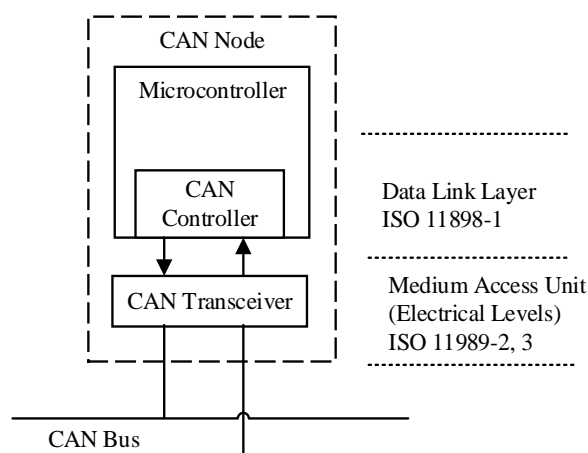 CAN Node
Microcontroller
CAN
Controller
CAN Transceiver
CAN Bus
Data Link Layer
ISO 11898-1
Medium Access Unit
(Electrical Levels)
ISO 11989-2, 3